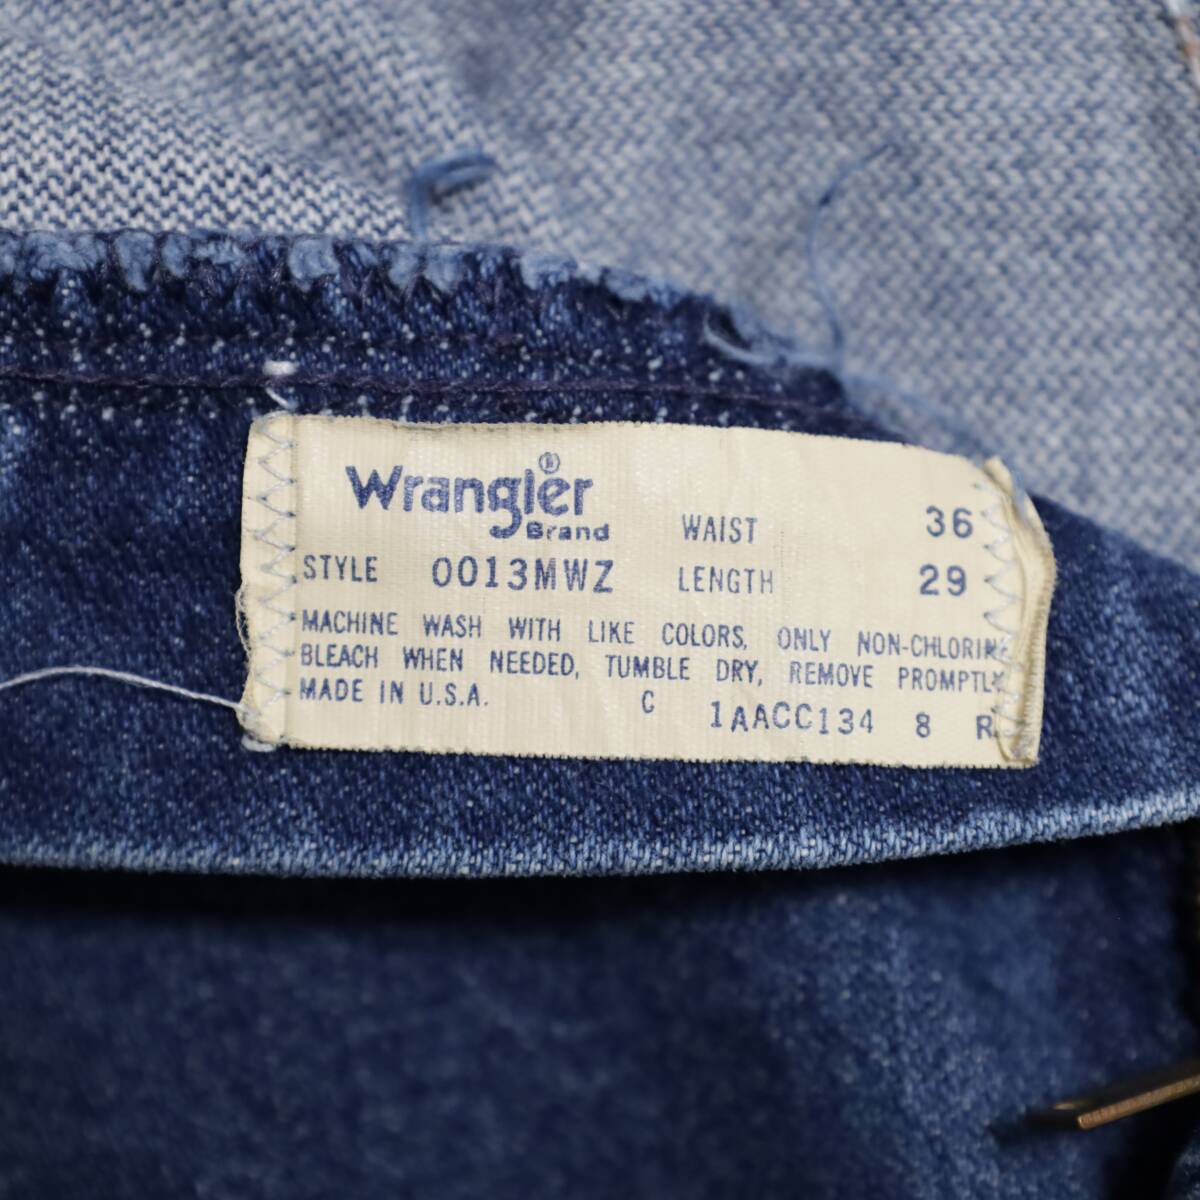 Wrangler®
Brand
WAIST 36
STYLE 0013MWZ LENGTH 29
MACHINE WASH WITH LIKE COLORS, ONLY NON-CHLORINE
BLEACH WHEN NEEDED, TUMBLE DRY, REMOVE PROMPTLY
MADE IN U.S.A. C 1AACC134 8 R